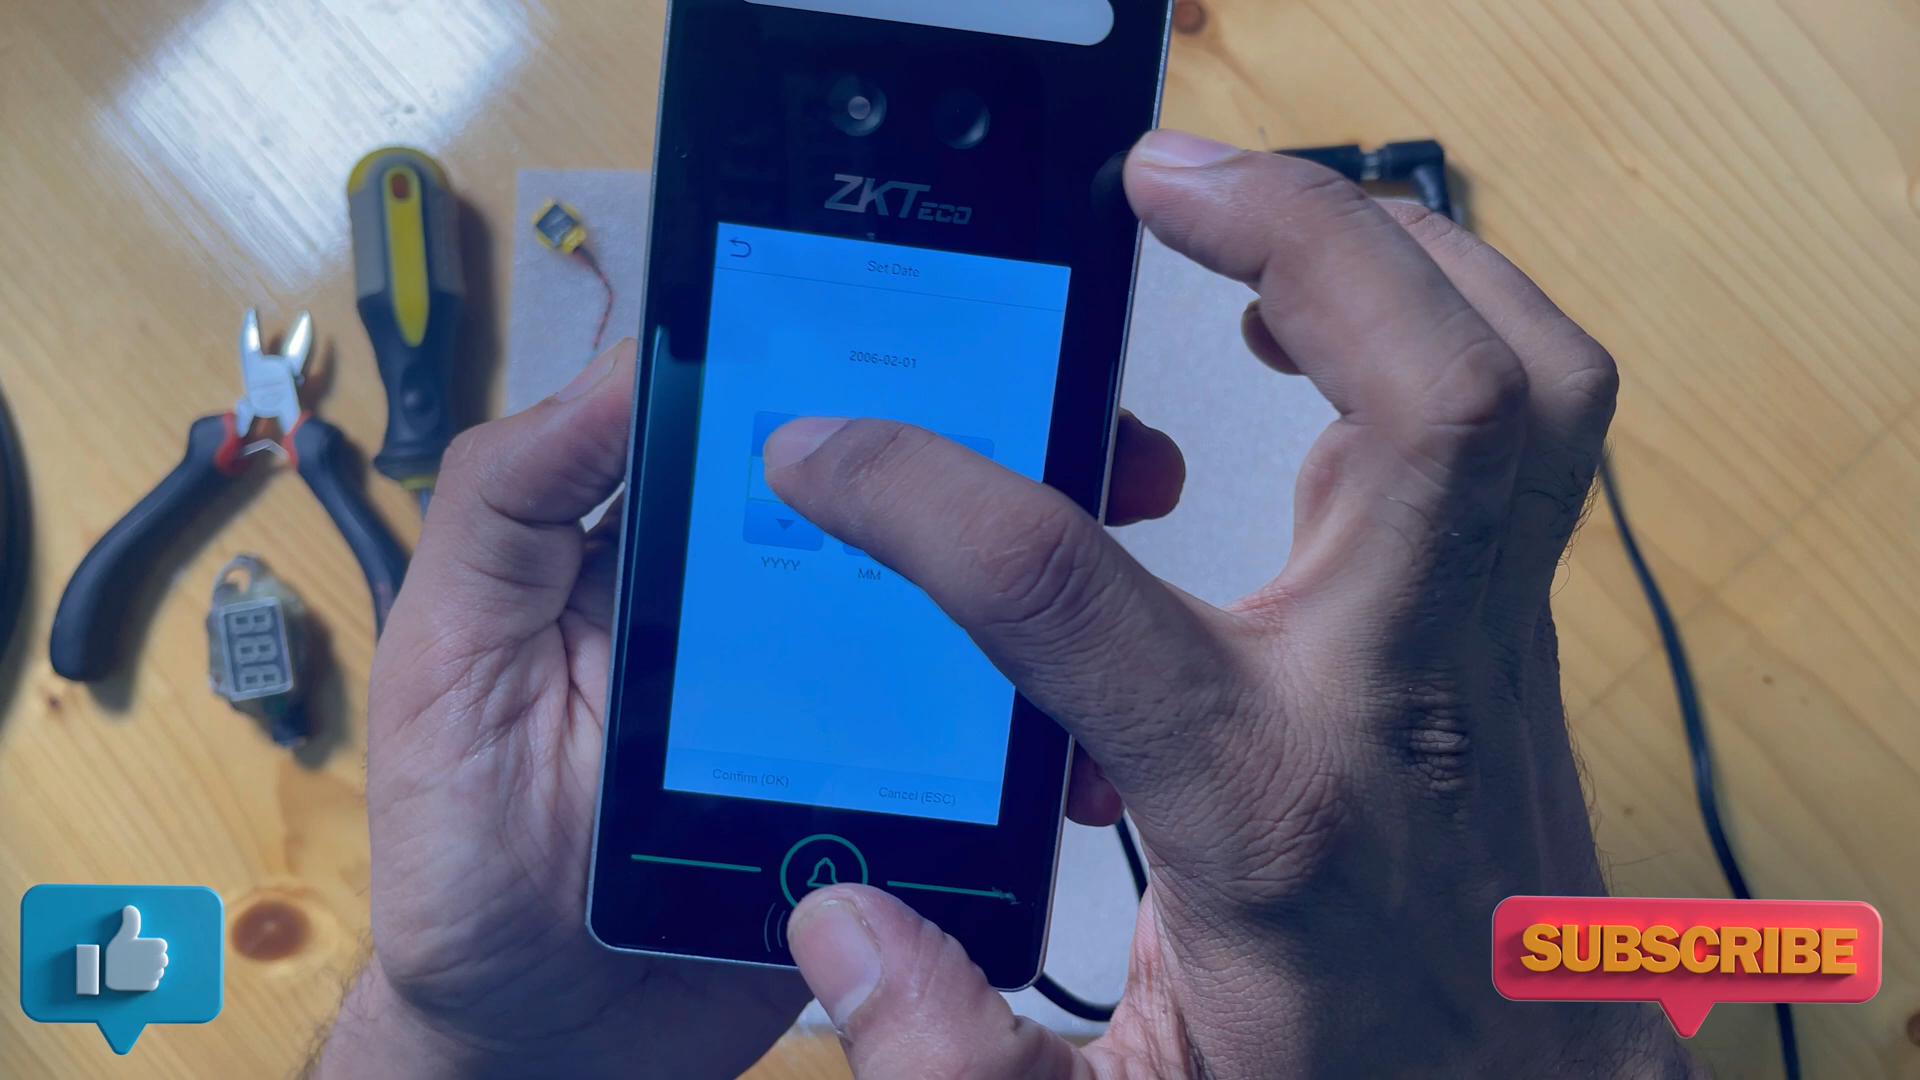 ZKTECO
Set Date
2006-02-01
YYYY
MM
Confirm (OK)
Cancel (ESC)
SUBSCRIBE